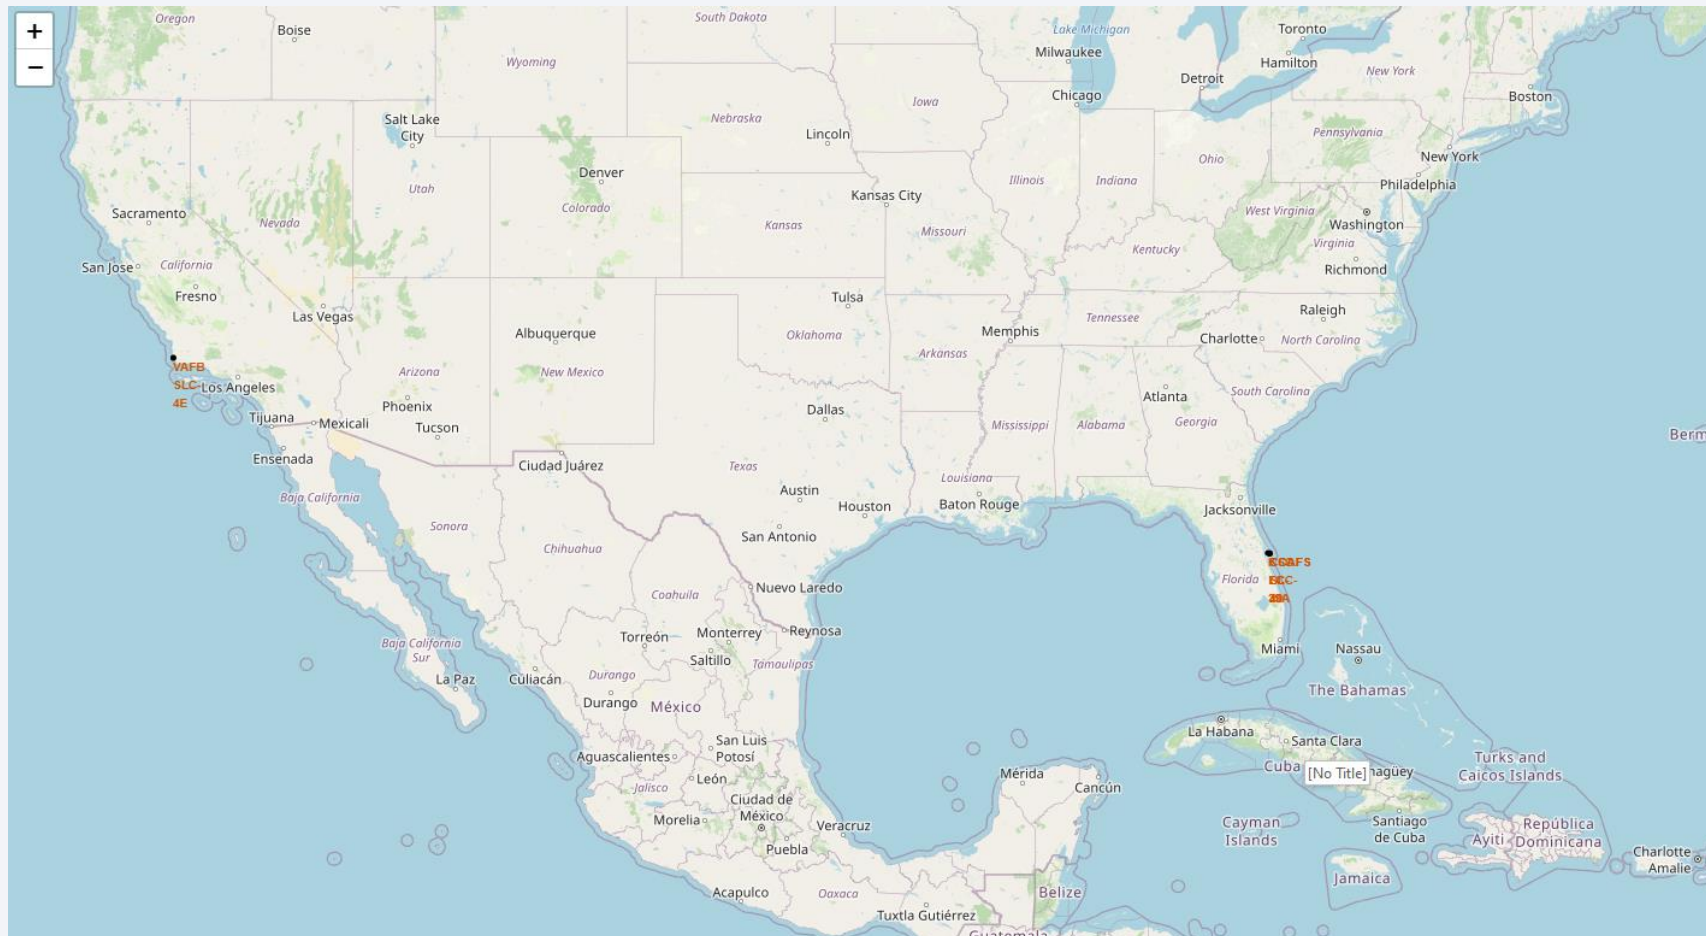 +
−
Oregon
Boise
South Dakota
Wyoming
Lake Michigan
Milwaukee
Toronto
Hamilton
Detroit
New York
Chicago
Boston
Iowa
Salt Lake
City
Nebraska
Lincoln
Pennsylvania
New York
Ohio
Philadelphia
Denver
Utah
Illinois
Indiana
Kansas City
Colorado
Sacramento
Nevada
Kansas
Missouri
West Virginia
Washington
Virginia
Kentucky
San Jose
California
Richmond
Fresno
Las Vegas
Tulsa
Raleigh
Tennessee
Albuquerque
Oklahoma
Memphis
Charlotte
North Carolina
Arkansas
VAFB
SLC-
4E
Los Angeles
Arizona
New Mexico
South Carolina
Atlanta
Phoenix
Dallas
Tijuana
Mexicali
Tucson
Mississippi
Alabama
Georgia
Berm
Ensenada
Ciudad Juárez
Texas
Louisiana
Baja California
Austin
Houston
Baton Rouge
Jacksonville
Sonora
San Antonio
Chihuahua
Florida
Nuevo Laredo
Coahuila
Torreón
Monterrey
Reynosa
Baja California
Sur
Saltillo
Tamaulipas
Miami
Nassau
La Paz
Culiacán
Durango
Durango
México
The Bahamas
La Habana
Santa Clara
San Luis
Potosí
Aguascalientes
Cuba
[No Title]
nagüey
Turks and
Caicos Islands
León
Mérida
Cancún
Jalisco
Ciudad de
México
Morelia
Veracruz
Cayman
Islands
Santiago
de Cuba
Ayiti
República
Dominicana
Puebla
Charlotte
Amalie
Acapulco
Oaxaca
Belize
Jamaica
Tuxtla Gutiérrez
Guatemala